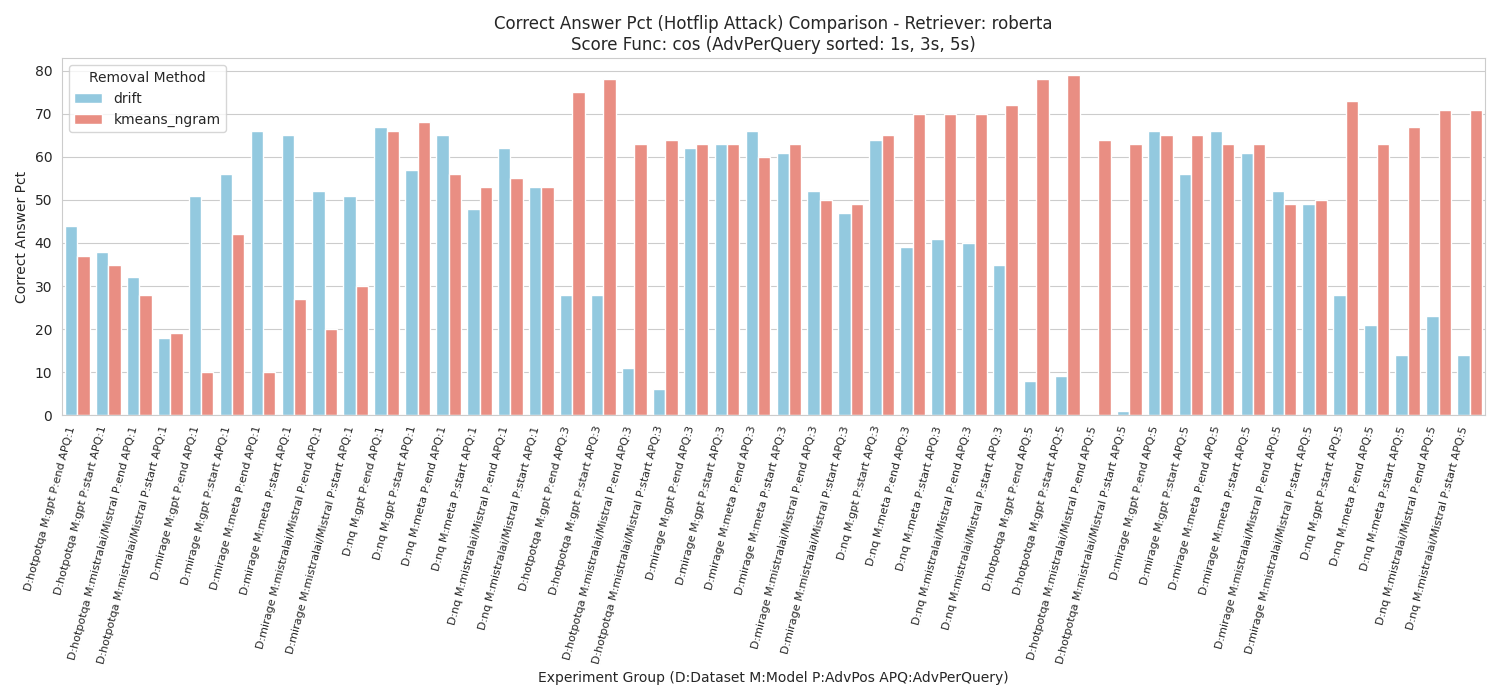 Correct Answer Pct (Hotflip Attack) Comparison - Retriever: roberta
Score Func: cos (AdvPerQuery sorted: 1s, 3s, 5s)
Removal Method
drift
kmeans_ngram
Correct Answer Pct
80
70
60
50
40
30
20
10
0
D:hotpotqa M:gpt P:end APQ:1
D:hotpotqa M:gpt P:start APQ:1
D:hotpotqa M:mistralai/Mistral P:end APQ:1
D:hotpotqa M:mistralai/Mistral P:start APQ:1
D:mirage M:gpt P:end APQ:1
D:mirage M:gpt P:start APQ:1
D:mirage M:meta P:end APQ:1
D:mirage M:meta P:start APQ:1
D:mirage M:mistralai/Mistral P:end APQ:1
D:mirage M:mistralai/Mistral P:start APQ:1
D:nq M:gpt P:end APQ:1
D:nq M:gpt P:start APQ:1
D:nq M:meta P:end APQ:1
D:nq M:meta P:start APQ:1
D:nq M:mistralai/Mistral P:end APQ:1
D:nq M:mistralai/Mistral P:start APQ:1
D:hotpotqa M:gpt P:end APQ:3
D:hotpotqa M:gpt P:start APQ:3
D:hotpotqa M:mistralai/Mistral P:end APQ:3
D:hotpotqa M:mistralai/Mistral P:start APQ:3
D:mirage M:gpt P:end APQ:3
D:mirage M:gpt P:start APQ:3
D:mirage M:meta P:end APQ:3
D:mirage M:meta P:start APQ:3
D:mirage M:mistralai/Mistral P:end APQ:3
D:mirage M:mistralai/Mistral P:start APQ:3
D:nq M:gpt P:start APQ:3
D:nq M:meta P:end APQ:3
D:nq M:meta P:start APQ:3
D:nq M:mistralai/Mistral P:end APQ:3
D:nq M:mistralai/Mistral P:start APQ:3
D:hotpotqa M:gpt P:end APQ:5
D:hotpotqa M:gpt P:start APQ:5
D:hotpotqa M:mistralai/Mistral P:end APQ:5
D:hotpotqa M:mistralai/Mistral P:start APQ:5
D:mirage M:gpt P:end APQ:5
D:mirage M:gpt P:start APQ:5
D:mirage M:meta P:end APQ:5
D:mirage M:meta P:start APQ:5
D:mirage M:mistralai/Mistral P:end APQ:5
D:mirage M:mistralai/Mistral P:start APQ:5
D:nq M:gpt P:start APQ:5
D:nq M:meta P:end APQ:5
D:nq M:meta P:start APQ:5
D:nq M:mistralai/Mistral P:end APQ:5
D:nq M:mistralai/Mistral P:start APQ:5
Experiment Group (D:Dataset M:Model P:AdvPos APQ:AdvPerQuery)